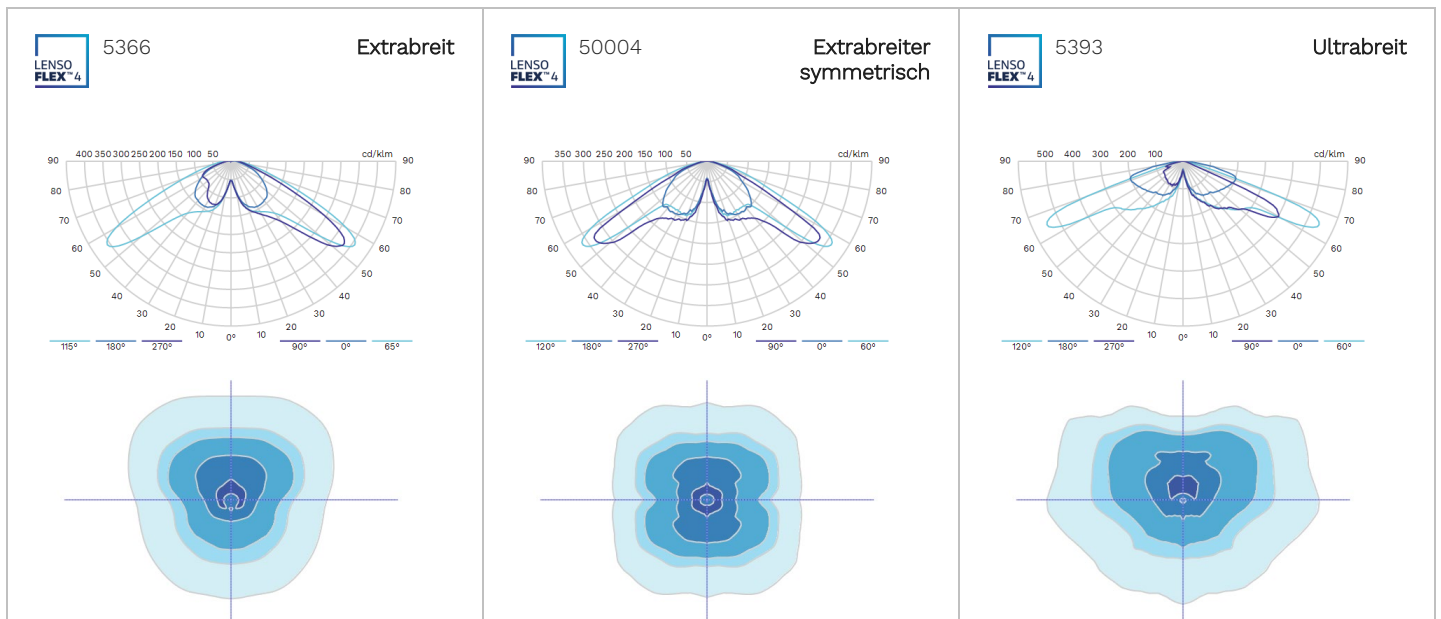 LENSO
FLEX™4
5366
Extrabreit
90 400 350 300 250 200 150 100 50 cd/klm 90
80 80
70 70
60 60
50 50
40 40
30 30
20 20
10 10
0°
115° 180° 270° 90° 0° 65°
LENSO
FLEX™4
50004
Extrabreiter
symmetrisch
90 350 300 250 200 150 100 50 cd/klm 90
80 80
70 70
60 60
50 50
40 40
30 30
20 20
10 10
0°
120° 180° 270° 90° 0° 60°
LENSO
FLEX™4
5393
Ultrabreit
90 500 400 300 200 100 cd/klm 90
80 80
70 70
60 60
50 50
40 40
30 30
20 20
10 10
0°
120° 180° 270° 90° 0° 60°